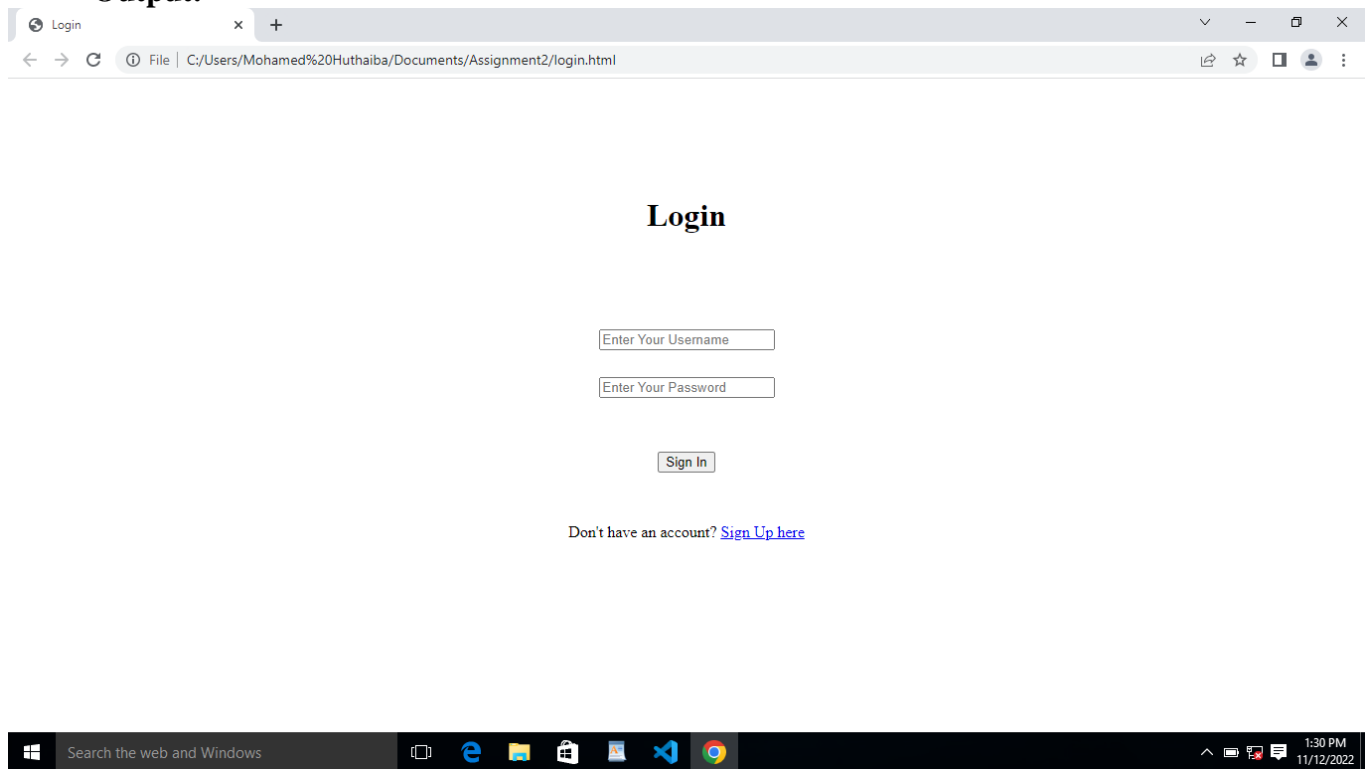 Output:
Login
File C:/Users/Mohamed%20Huthaiba/Documents/Assignment2/login.html
Login
Enter Your Username
Enter Your Password
Sign In
Don't have an account? Sign Up here
Search the web and Windows
1:30 PM
11/12/2022